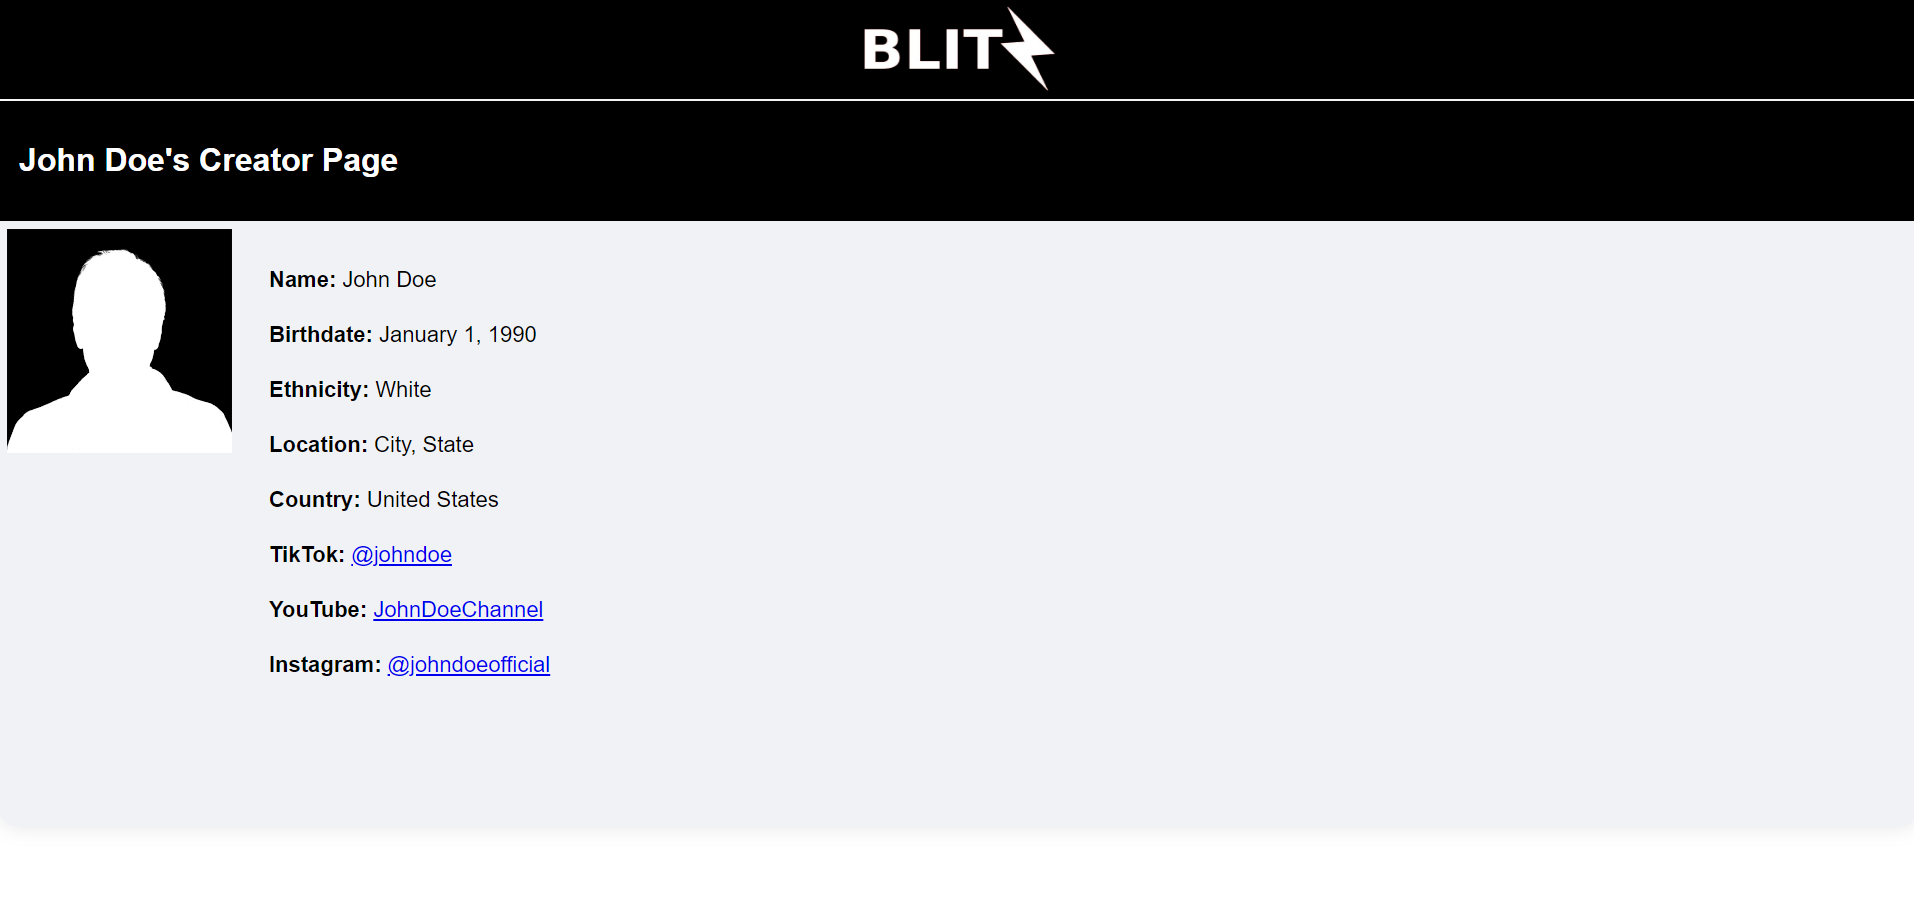 BLITZ
John Doe's Creator Page
Name: John Doe
Birthdate: January 1, 1990
Ethnicity: White
Location: City, State
Country: United States
TikTok: @johndoe
YouTube: JohnDoeChannel
Instagram: @johndoeofficial